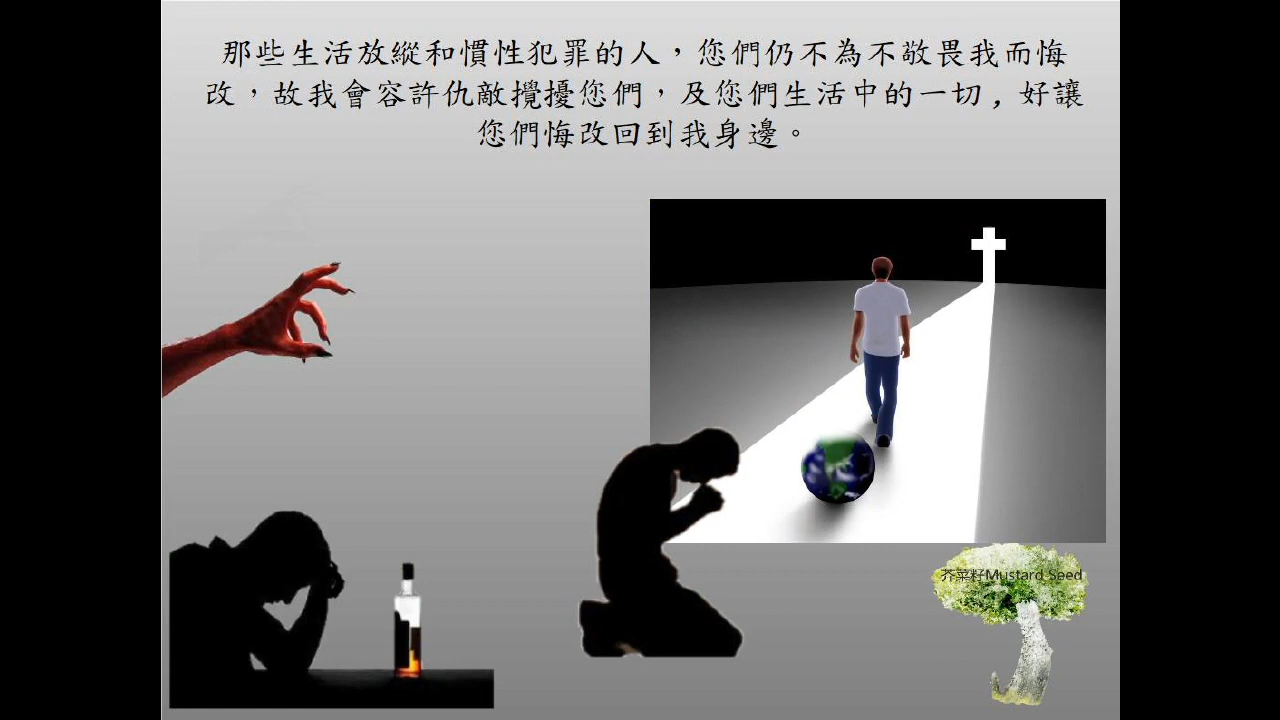 那些生活放縱和慣性犯罪的人，您們仍不為不敬畏我而悔
改，故我會容許仇敵攪擾您們，及您們生活中的一切，好讓
您們悔改回到我身邊。
芥菜籽Mustard Seed